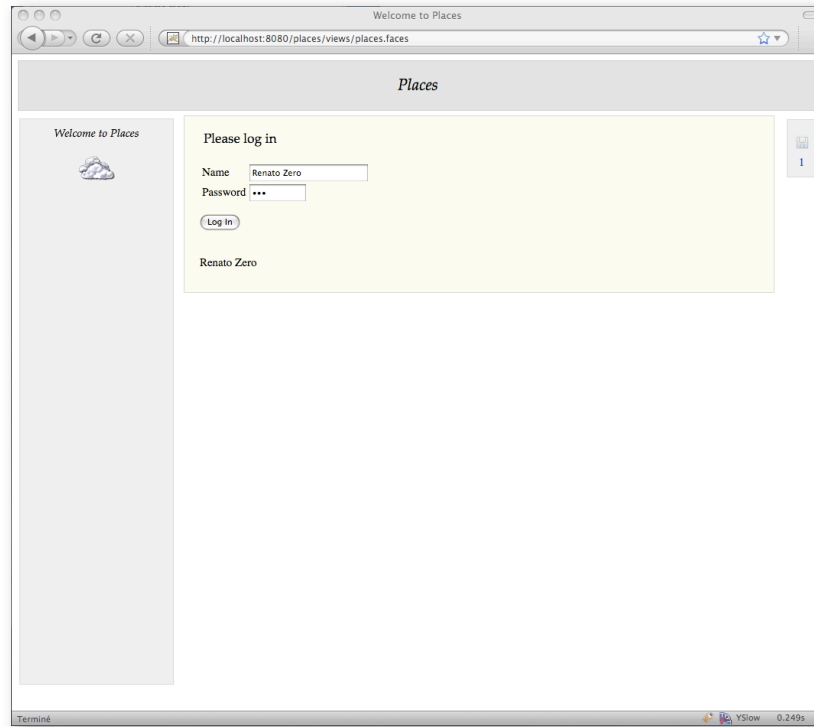 Welcome to Places
http://localhost:8080/places/views/places.faces
Places
Welcome to Places
Please log in
Name Renato Zero
Password •••
Log In
Renato Zero
1
Terminé YSlow 0.249s